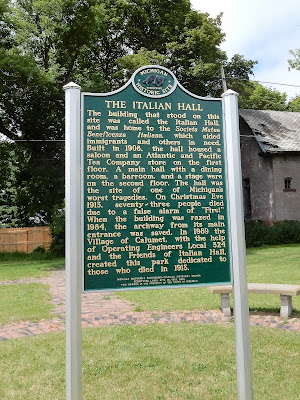 MICHIGAN
HISTORIC SITE
THE ITALIAN HALL
The building that stood on this
site was called the Italian Hall,
and was home to the Societa Mutua
Beneficenza Italiana, which aided
immigrants and others in need.
Built in 1908, the hall housed a
saloon and an Atlantic and Pacific
Tea Company store on the first
floor. A main hall with a dining
room, a barroom, and a stage were
on the second floor. The hall was
the site of one of Michigan's
worst tragedies. On Christmas Eve
1913, seventy-three people died
due to a false alarm of "Fire!"
When the building was razed in
1984, the archway from its main
entrance was saved. In 1989 the
Village of Calumet, with the help
of Operating Engineers Local 324
and the Friends of Italian Hall,
created this park dedicated to
those who died in 1913.